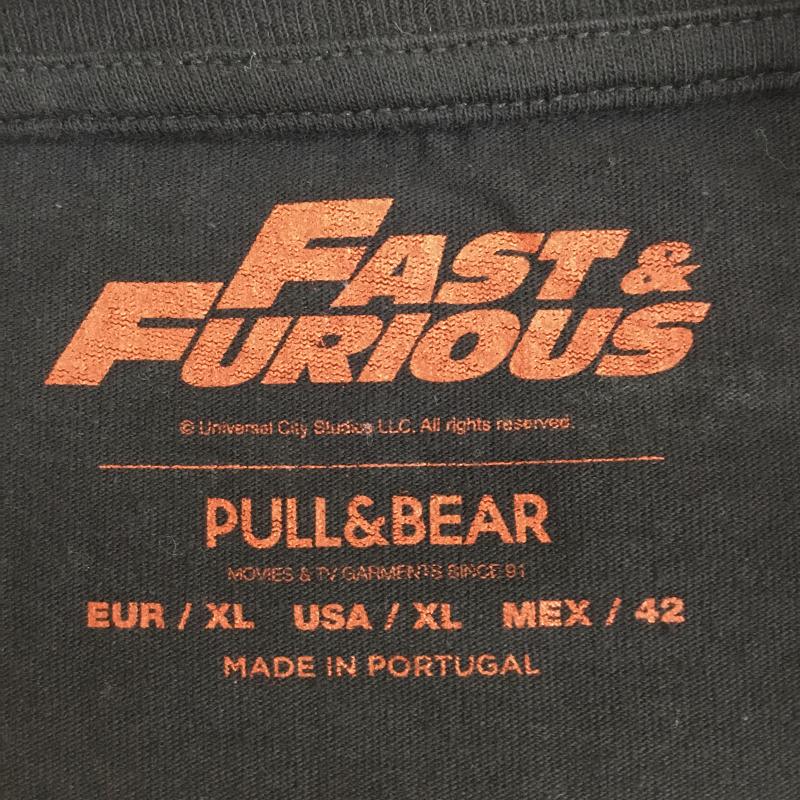 FAST &
FURIOUS
© Universal City Studios LLC. All rights reserved.
PULL&BEAR
MOVIES & TV GARMENTS SINCE 91
EUR / XL USA / XL MEX / 42
MADE IN PORTUGAL